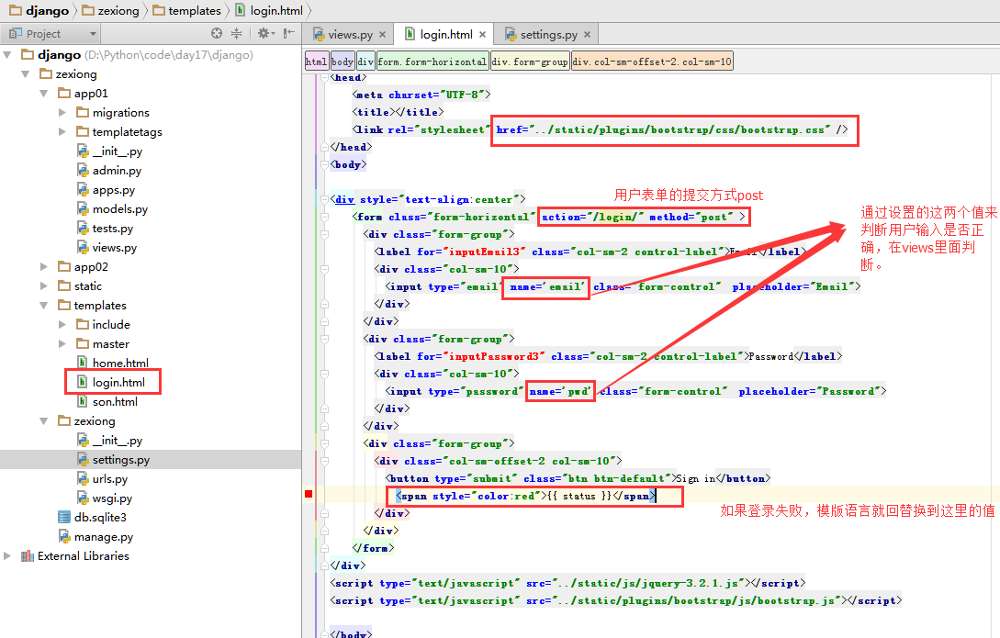 django zexiong templates login.html
Project
views.py login.html settings.py
django (D:\Python\code\day17\django)
zexiong
app01
migrations
templatetags
__init__.py
admin.py
apps.py
models.py
tests.py
views.py
app02
static
templates
include
master
home.html
login.html
son.html
zexiong
__init__.py
settings.py
urls.py
wsgi.py
db.sqlite3
manage.py
External Libraries
html body div form.form-horizontal div.form-group div.col-sm-offset-2.col-sm-10
<head>
<meta charset="UTF-8">
<title></title>
<link rel="stylesheet" href="../static/plugins/bootstrap/css/bootstrap.css" />
</head>
<body>
<div style="text-align:center">
用户表单的提交方式post
<form class="form-horizontal" action="/login/" method="post" >
<div class="form-group">
<label for="inputEmail3" class="col-sm-2 control-label">Email</label>
<div class="col-sm-10">
<input type="email" name='email' class="form-control" placeholder="Email">
</div>
</div>
<div class="form-group">
<label for="inputPassword3" class="col-sm-2 control-label">Password</label>
<div class="col-sm-10">
<input type="password" name='pwd' class="form-control" placeholder="Password">
</div>
</div>
<div class="form-group">
<div class="col-sm-offset-2 col-sm-10">
<button type="submit" class="btn btn-default">Sign in</button>
<span style="color:red">{{ status }}</span>
</div>
</div>
</form>
</div>
<script type="text/javascript" src="../static/js/jquery-3.2.1.js"></script>
<script type="text/javascript" src="../static/plugins/bootstrap/js/bootstrap.js"></script>
</body>
通过设置的这两个值来
判断用户输入是否正
确，在views里面判
断。
如果登录失败，模版语言就回替换到这里的值